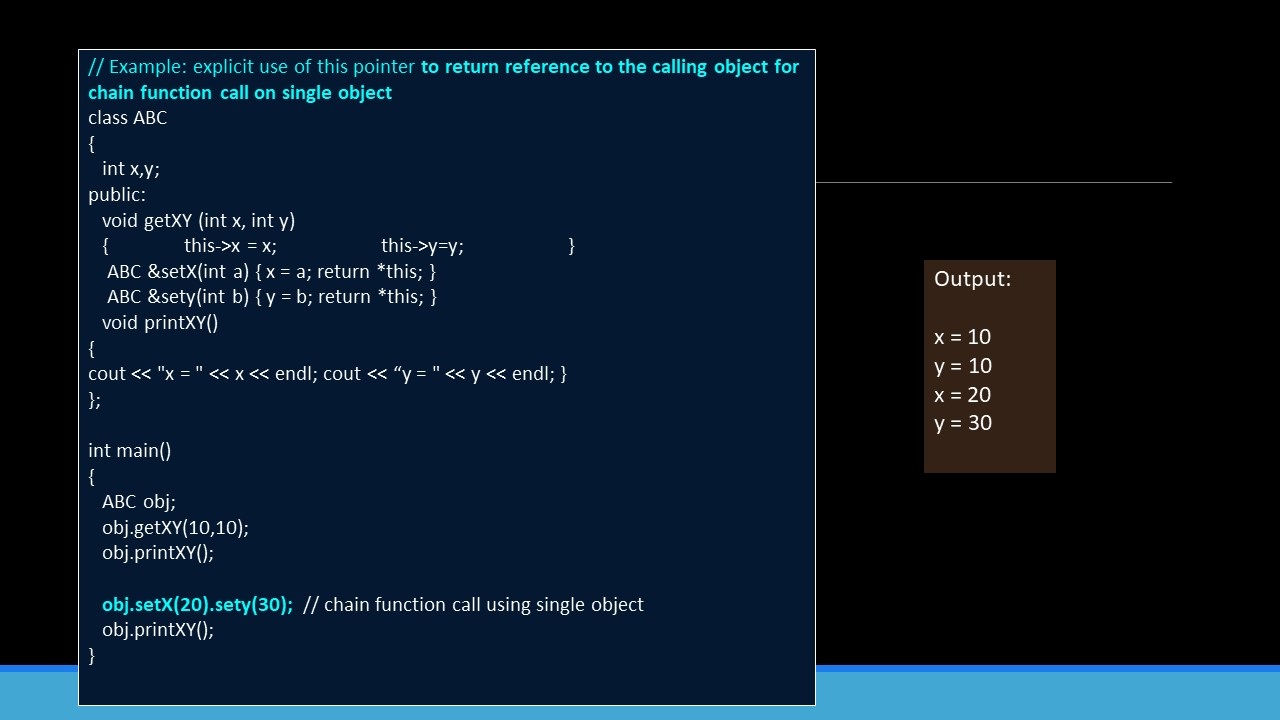 // Example: explicit use of this pointer to return reference to the calling object for
chain function call on single object
class ABC
{
int x,y;
public:
void getXY (int x, int y)
{ this->x = x; this->y=y; }
ABC &setX(int a) { x = a; return *this; }
ABC &sety(int b) { y = b; return *this; }
void printXY()
{
cout << "x = " << x << endl; cout << “y = " << y << endl; }
};
int main()
{
ABC obj;
obj.getXY(10,10);
obj.printXY();
obj.setX(20).sety(30); // chain function call using single object
obj.printXY();
}
Output:
x = 10
y = 10
x = 20
y = 30